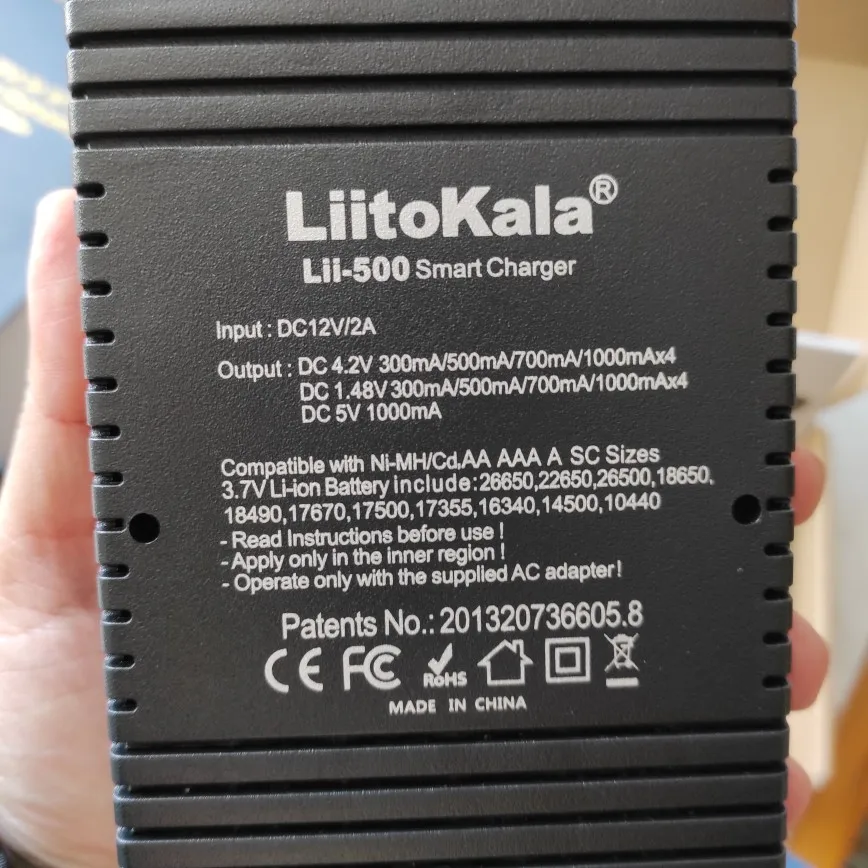 LiitoKala®
Lii-500 Smart Charger
Input : DC12V/2A
Output : DC 4.2V 300mA/500mA/700mA/1000mAx4
DC 1.48V 300mA/500mA/700mA/1000mAx4
DC 5V 1000mA
Compatible with Ni-MH/Cd,AA AAA A SC Sizes
3.7V Li-ion Battery include:26650,22650,26500,18650,
18490,17670,17500,17355,16340,14500,10440
- Read Instructions before use !
- Apply only in the inner region !
- Operate only with the supplied AC adapter!
Patents No.: 201320736605.8
CE FC RoHS
MADE IN CHINA